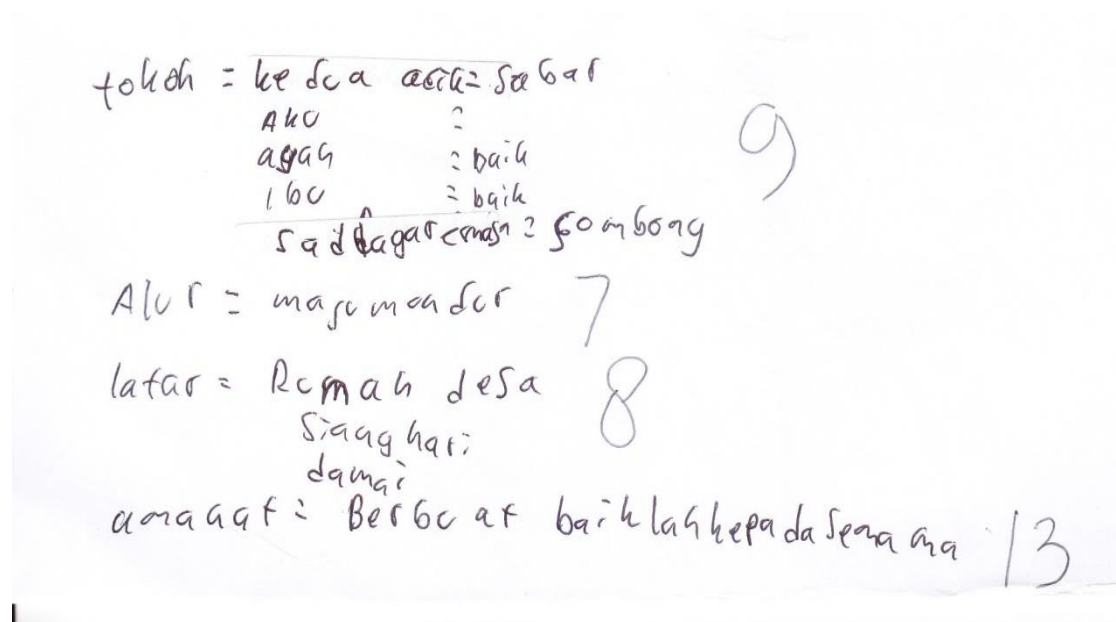 tokoh = kedua adik = sabar
Aku =
ayah = baik
Ibu = baik
saudagar emas = sombong
9
Alur = maju mundur 7
latar = Rumah desa 8
Siang hari
damai
amanat = Berbuat baiklah kepada sesama 13